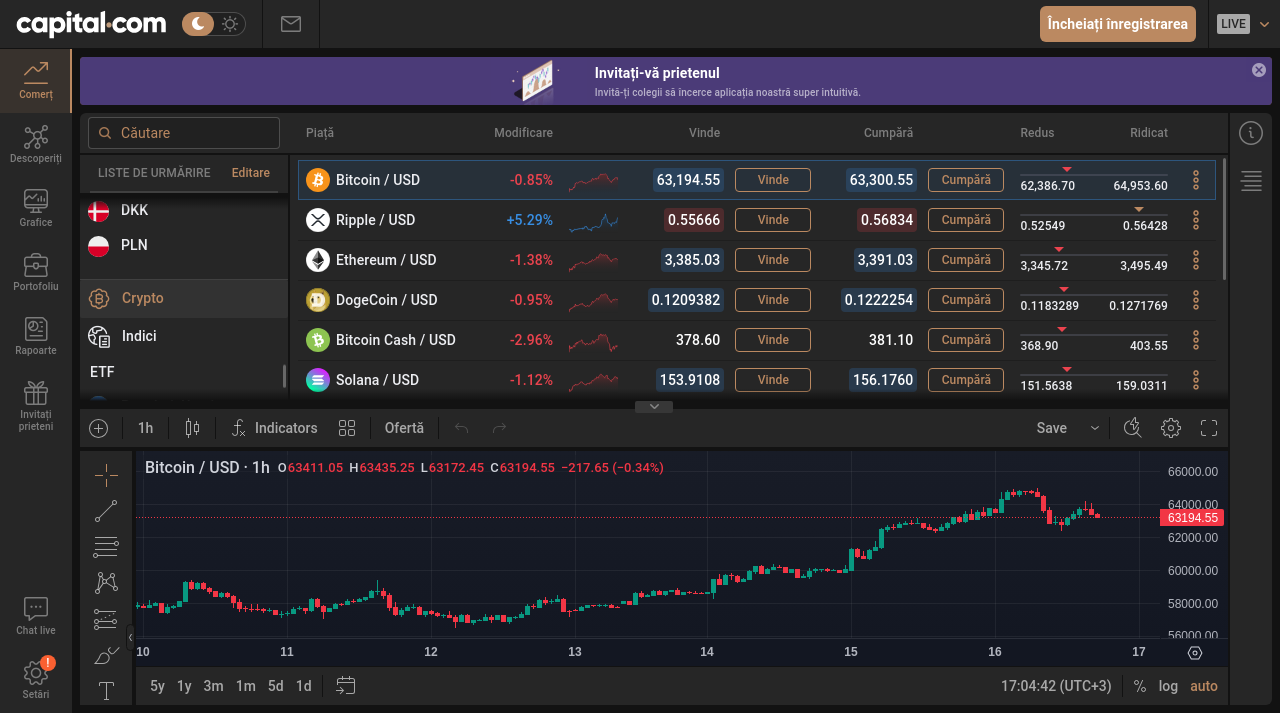 capital.com
Încheiați înregistrarea
LIVE
Comerț
Descoperiți
Grafice
Portofoliu
Rapoarte
Invitați
prieteni
Chat live
!
Setări
Invitați-vă prietenul
Invită-ți colegii să încerce aplicația noastră super intuitivă.
Căutare
LISTE DE URMĂRIRE Editare
DKK
PLN
Crypto
Indici
ETF
Piață Modificare Vinde Cumpără Redus Ridicat
Bitcoin / USD -0.85% 63,194.55 Vinde 63,300.55 Cumpără 62,386.70 64,953.60
Ripple / USD +5.29% 0.55666 Vinde 0.56834 Cumpără 0.52549 0.56428
Ethereum / USD -1.38% 3,385.03 Vinde 3,391.03 Cumpără 3,345.72 3,495.49
DogeCoin / USD -0.95% 0.1209382 Vinde 0.1222254 Cumpără 0.1183289 0.1271769
Bitcoin Cash / USD -2.96% 378.60 Vinde 381.10 Cumpără 368.90 403.55
Solana / USD -1.12% 153.9108 Vinde 156.1760 Cumpără 151.5638 159.0311
1h Indicators Ofertă Save
Bitcoin / USD · 1h O63411.05 H63435.25 L63172.45 C63194.55 −217.65 (−0.34%)
66000.00
64000.00
63194.55
62000.00
60000.00
58000.00
56000.00
10 11 12 13 14 15 16 17
5y 1y 3m 1m 5d 1d 17:04:42 (UTC+3) % log auto